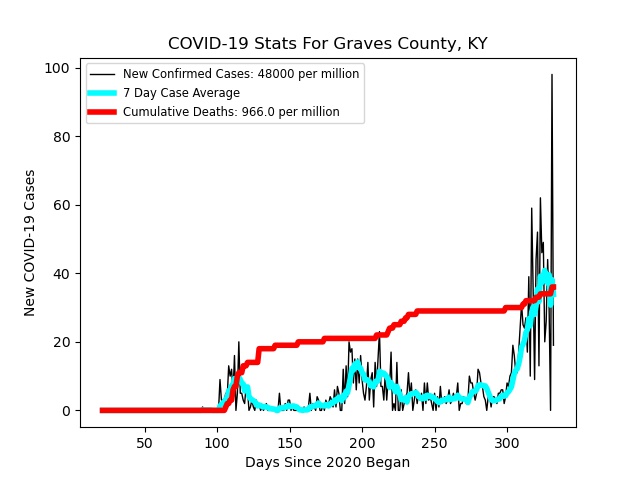 COVID-19 Stats For Graves County, KY
New Confirmed Cases: 48000 per million
7 Day Case Average
Cumulative Deaths: 966.0 per million
New COVID-19 Cases
100
80
60
40
20
0
50 100 150 200 250 300
Days Since 2020 Began